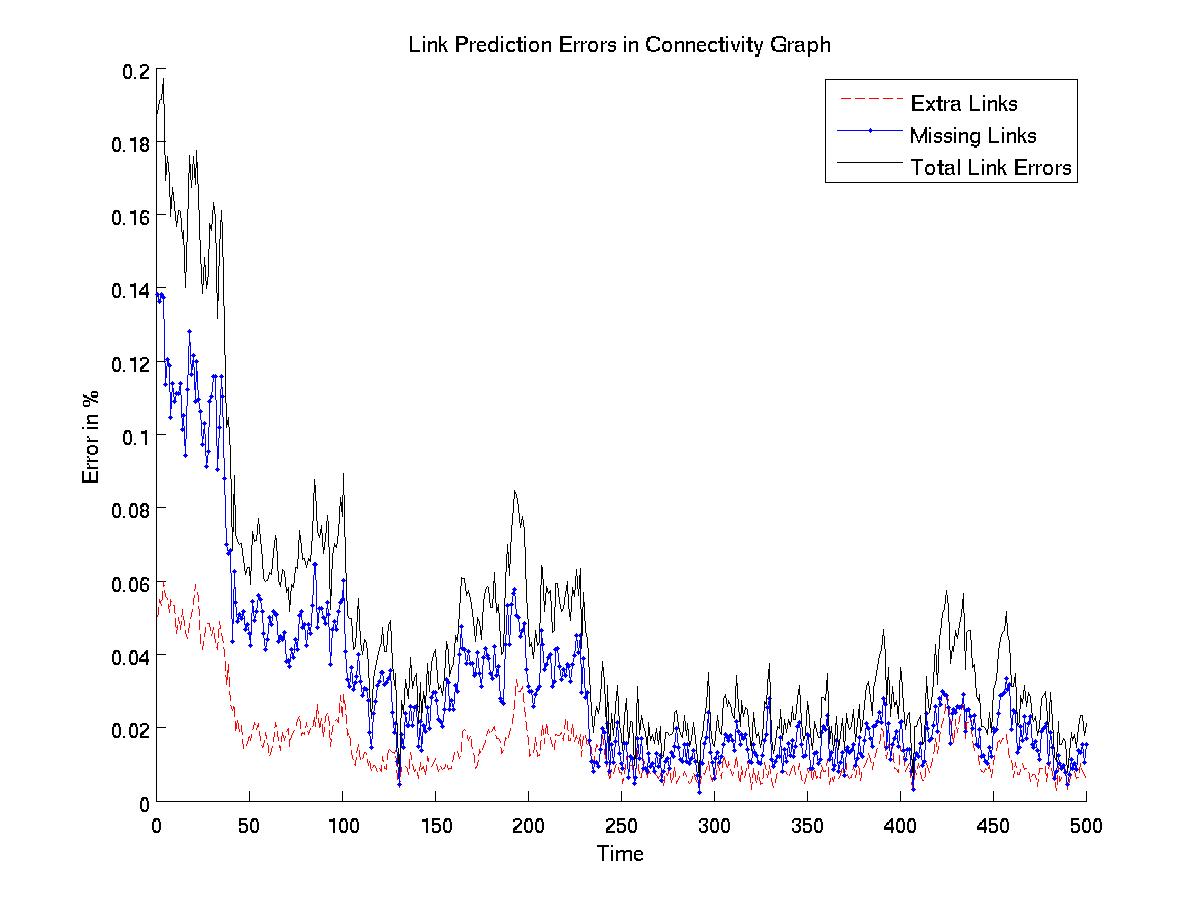 Link Prediction Errors in Connectivity Graph
Extra Links
Missing Links
Total Link Errors
Error in %
0.2
0.18
0.16
0.14
0.12
0.1
0.08
0.06
0.04
0.02
0
0 50 100 150 200 250 300 350 400 450 500
Time